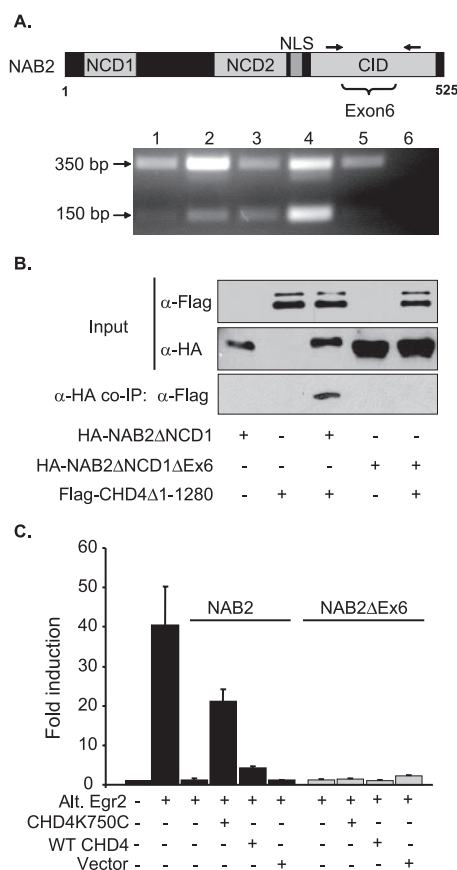 A.
NLS
NAB2 NCD1 NCD2 CID
1 525
Exon6
1 2 3 4 5 6
350 bp
150 bp
B.
Input
α-Flag
α-HA
α-HA co-IP: α-Flag
HA-NAB2ΔNCD1 + - + - -
HA-NAB2ΔNCD1ΔEx6 - - - + +
Flag-CHD4Δ1-1280 - + + - +
C.
Fold induction
60
50
40
30
20
10
0
NAB2 NAB2ΔEx6
Alt. Egr2 - + + + + + + + + +
CHD4K750C - - - + - - - + - -
WT CHD4 - - - - + - - - + -
Vector - - - - - + - - - +